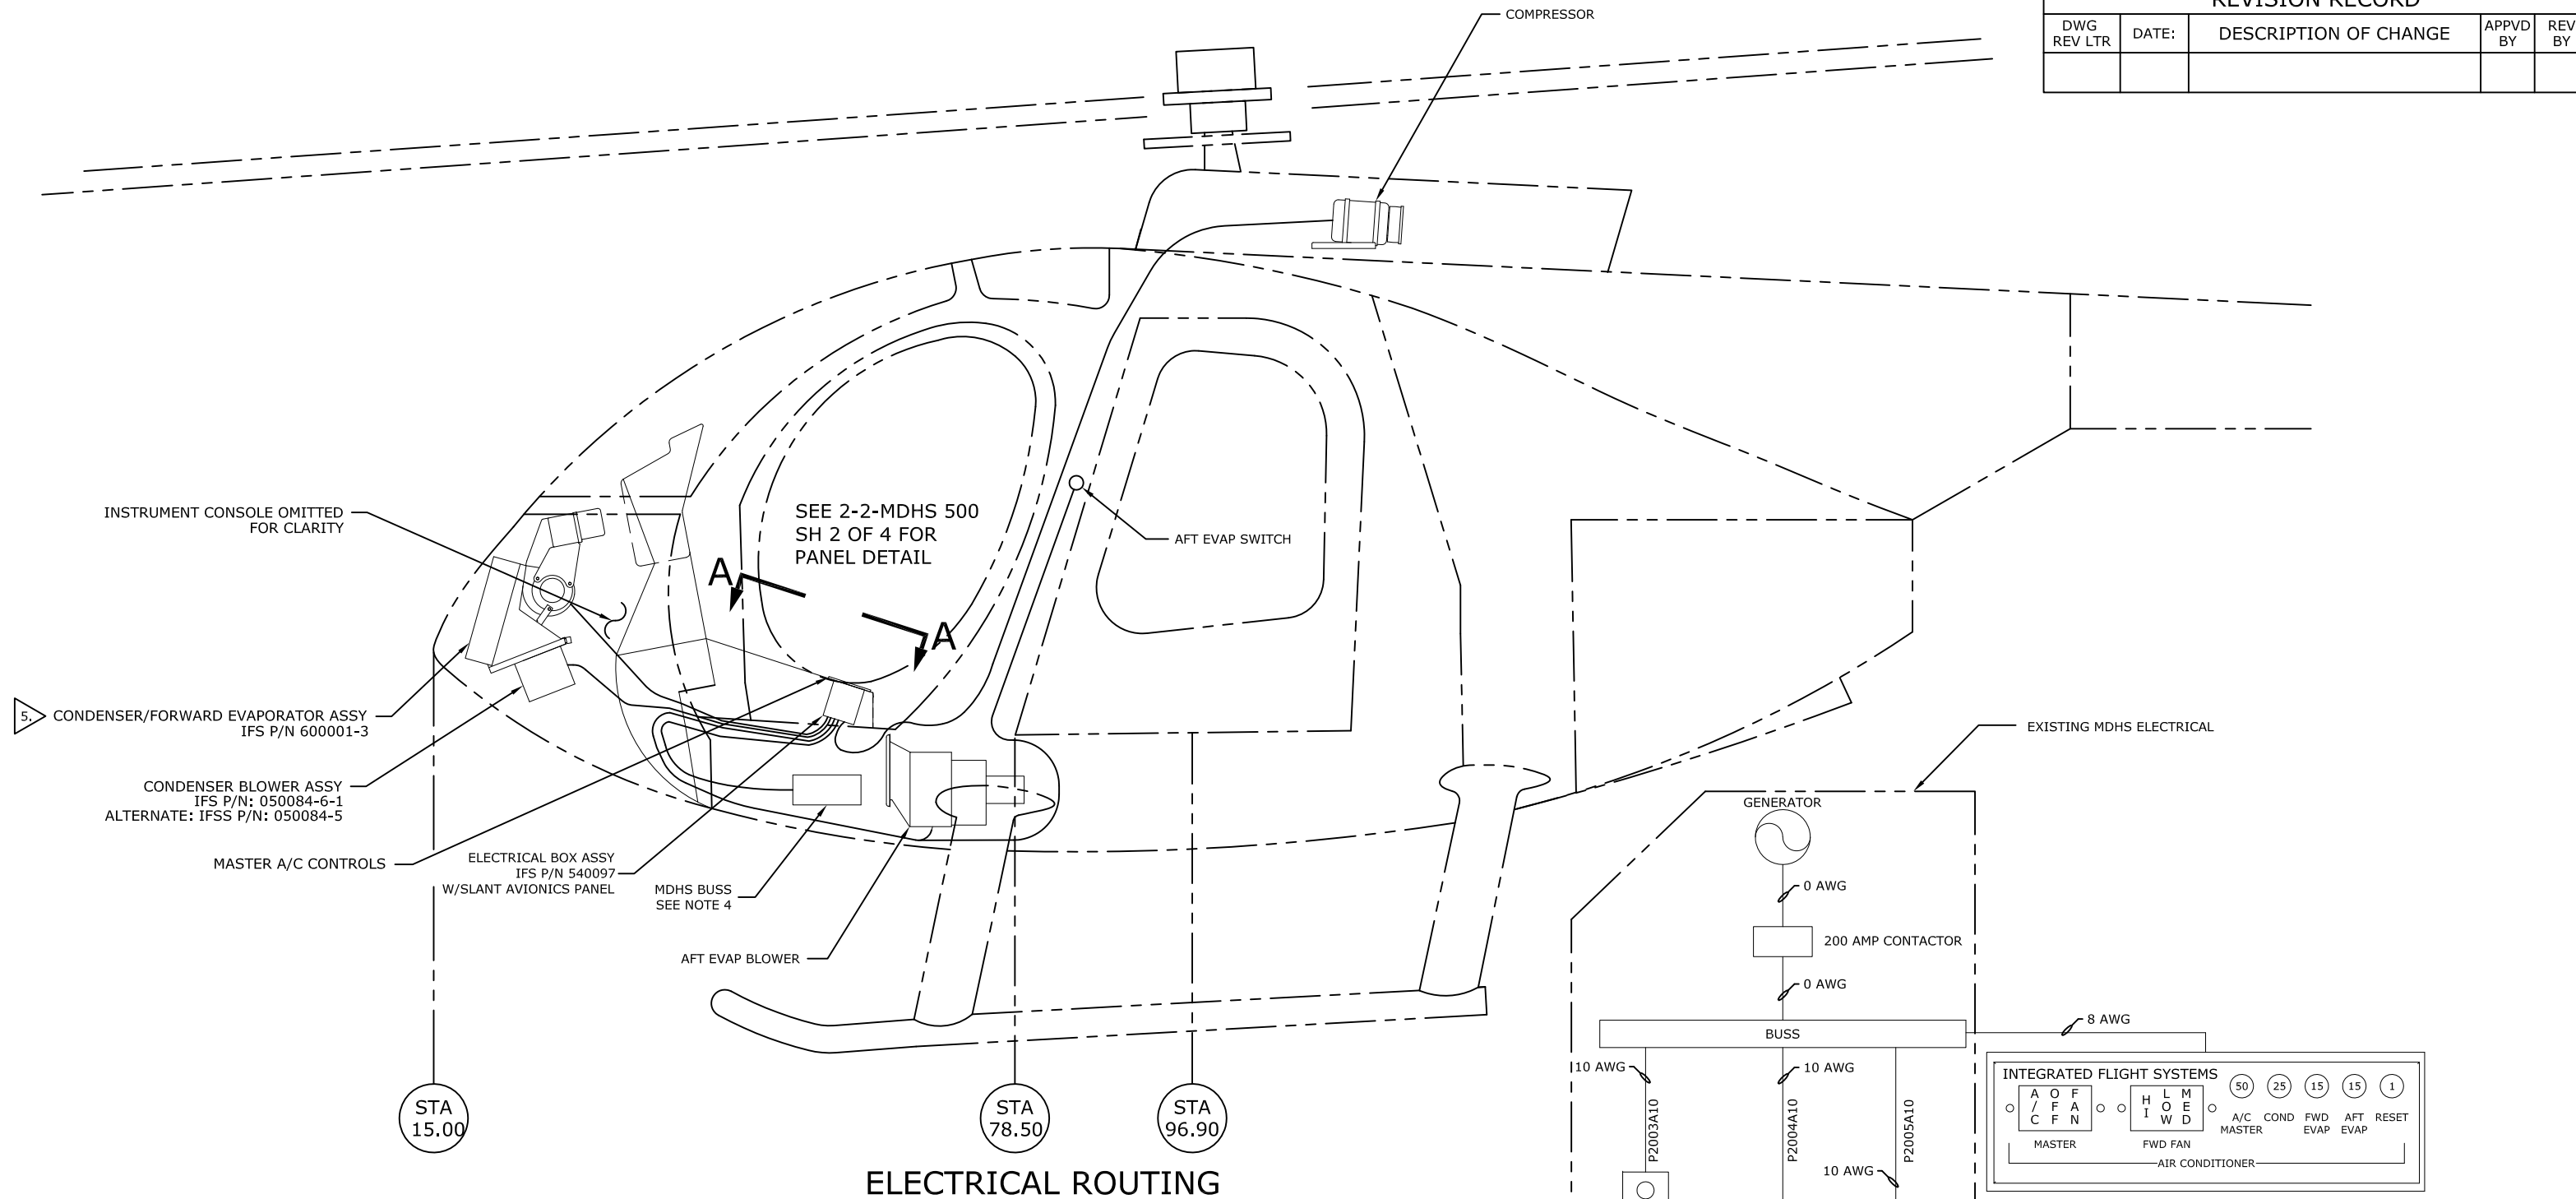 REVISION RECORD
DWG REV LTR
DATE:
DESCRIPTION OF CHANGE
APPVD BY
REV BY
COMPRESSOR
INSTRUMENT CONSOLE OMITTED
FOR CLARITY
SEE 2-2-MDHS 500
SH 2 OF 4 FOR
PANEL DETAIL
A
A
AFT EVAP SWITCH
5.
CONDENSER/FORWARD EVAPORATOR ASSY
IFS P/N 600001-3
CONDENSER BLOWER ASSY
IFS P/N: 050084-6-1
ALTERNATE: IFSS P/N: 050084-5
MASTER A/C CONTROLS
ELECTRICAL BOX ASSY
IFS P/N 540097
W/SLANT AVIONICS PANEL
MDHS BUSS
SEE NOTE 4
AFT EVAP BLOWER
STA
15.00
STA
78.50
STA
96.90
ELECTRICAL ROUTING
EXISTING MDHS ELECTRICAL
GENERATOR
0 AWG
200 AMP CONTACTOR
0 AWG
BUSS
8 AWG
10 AWG
10 AWG
P2003A10
P2004A10
P2005A10
10 AWG
INTEGRATED FLIGHT SYSTEMS
A/C
OFF
FAN
MASTER
HI
LOW
MED
FWD FAN
50
25
15
15
1
A/C
MASTER
COND
FWD
EVAP
AFT
EVAP
RESET
AIR CONDITIONER